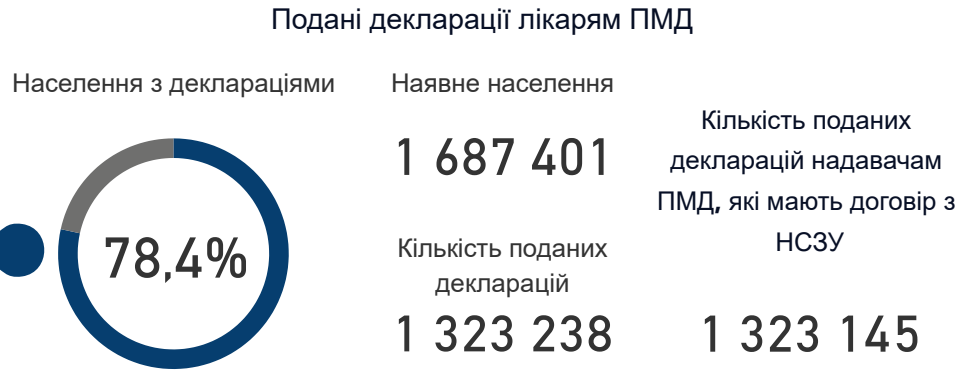 Подані декларації лікарям ПМД
Населення з деклараціями
78,4%
Наявне населення
1 687 401
Кількість поданих
декларацій
1 323 238
Кількість поданих
декларацій надавачам
ПМД, які мають договір з
НСЗУ
1 323 145